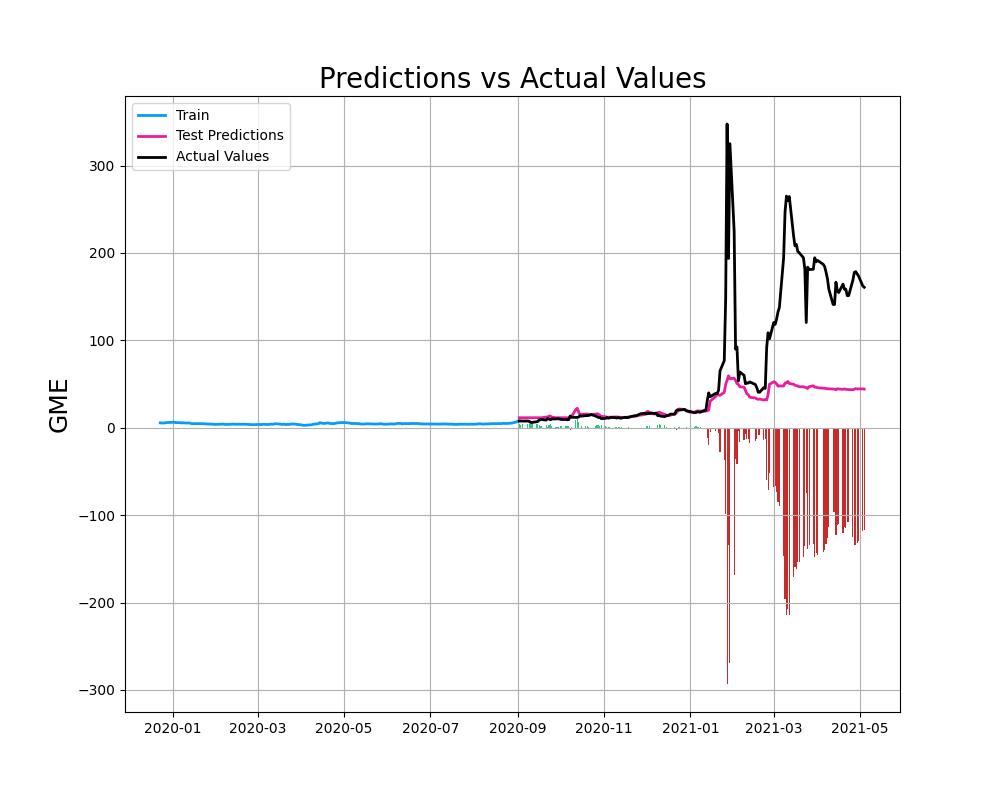 Predictions vs Actual Values
Train
Test Predictions
Actual Values
GME
300
200
100
0
−100
−200
−300
2020-01 2020-03 2020-05 2020-07 2020-09 2020-11 2021-01 2021-03 2021-05